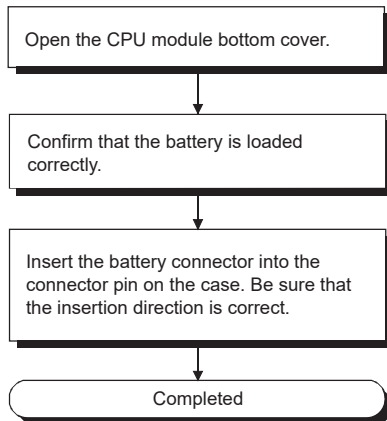 Open the CPU module bottom cover.
Confirm that the battery is loaded
correctly.
Insert the battery connector into the
connector pin on the case. Be sure that
the insertion direction is correct.
Completed